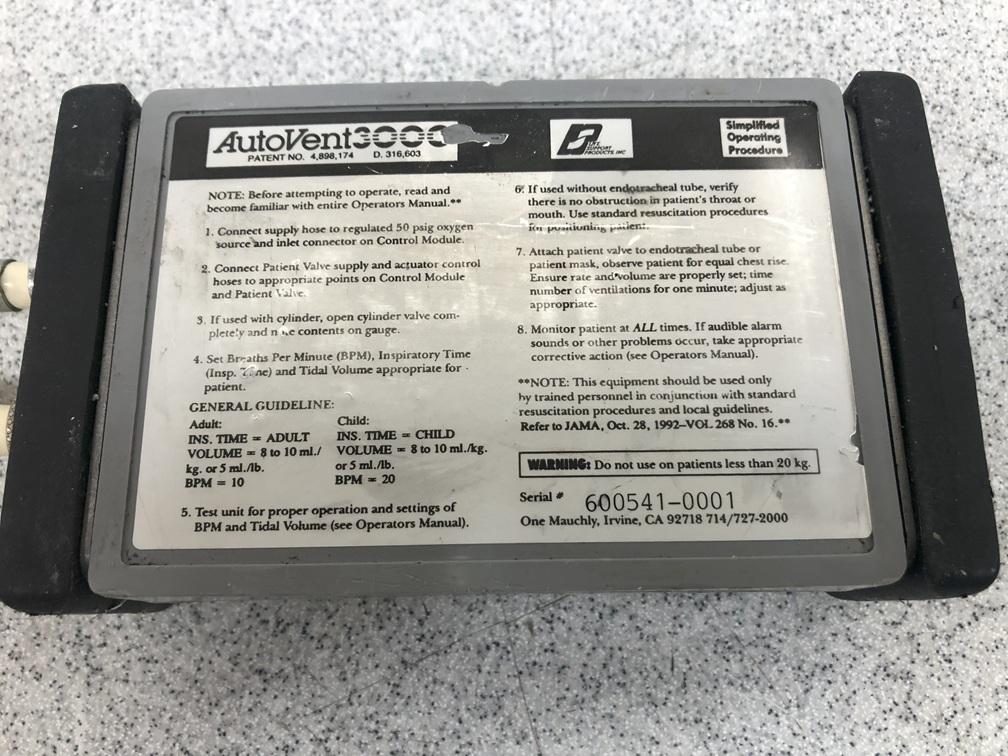 AutoVent3000
PATENT NO. 4,898,174 D. 316,603
LIFE
SUPPORT
PRODUCTS, INC
Simplified
Operating
Procedure
NOTE: Before attempting to operate, read and
become familiar with entire Operators Manual.**
1. Connect supply hose to regulated 50 psig oxygen
source and inlet connector on Control Module.
2. Connect Patient Valve supply and actuator control
hoses to appropriate points on Control Module
and Patient Valve.
3. If used with cylinder, open cylinder valve com-
pletely and contents on gauge.
4. Set Breaths Per Minute (BPM), Inspiratory Time
(Insp. Time) and Tidal Volume appropriate for
patient.
GENERAL GUIDELINE:
Adult:
INS. TIME = ADULT
VOLUME = 8 to 10 ml./
kg. or 5 ml./lb.
BPM = 10
Child:
INS. TIME = CHILD
VOLUME = 8 to 10 ml./kg.
or 5 ml./lb.
BPM = 20
5. Test unit for proper operation and settings of
BPM and Tidal Volume (see Operators Manual).
6. If used without endotracheal tube, verify
there is no obstruction in patient's throat or
mouth. Use standard resuscitation procedures
for positioning patient.
7. Attach patient valve to endotracheal tube or
patient mask, observe patient for equal chest rise.
Ensure rate and volume are properly set; time
number of ventilations for one minute; adjust as
appropriate.
8. Monitor patient at ALL times. If audible alarm
sounds or other problems occur, take appropriate
corrective action (see Operators Manual).
**NOTE: This equipment should be used only
by trained personnel in conjunction with standard
resuscitation procedures and local guidelines.
Refer to JAMA, Oct. 28, 1992-VOL 268 No. 16.**
WARNING: Do not use on patients less than 20 kg.
Serial # 600541-0001
One Mauchly, Irvine, CA 92718 714/727-2000